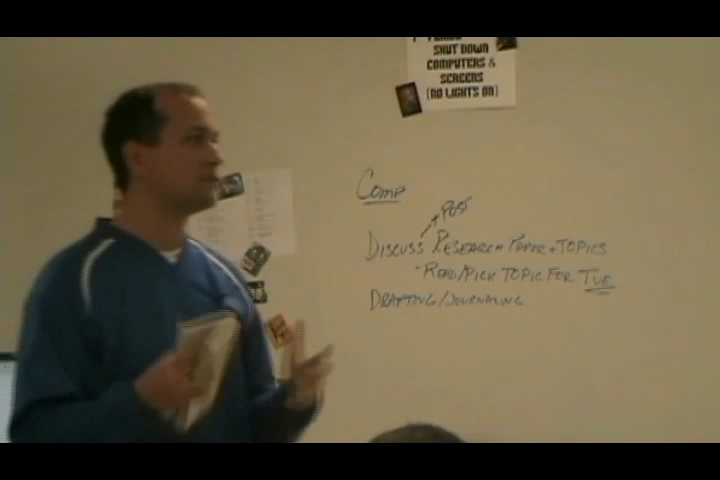 SHUT DOWN
COMPUTERS &
SCREENS
(NO LIGHTS ON)
COMP
POST
DISCUSS RESEARCH PAPER + TOPICS
• READ/PICK TOPIC FOR TUE
DRAFTING/JOURNALING